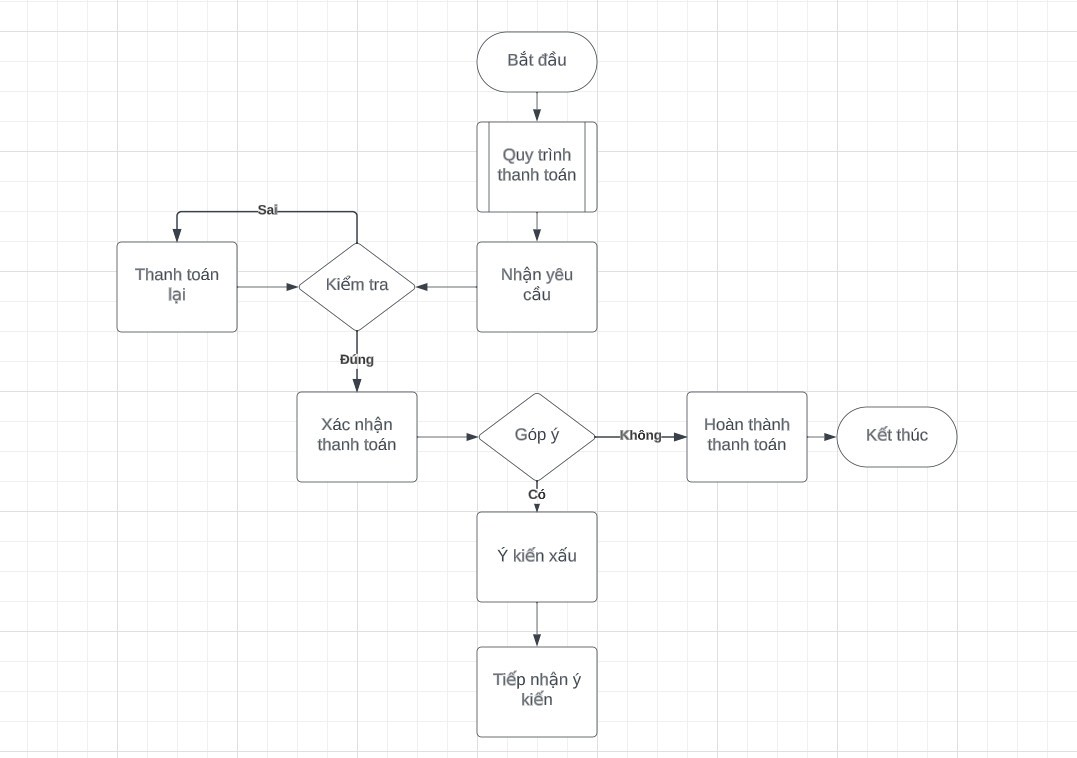 Bắt đầu
Quy trình
thanh toán
Sai
Thanh toán
lại
Kiểm tra
Nhận yêu
cầu
Đúng
Xác nhận
thanh toán
Góp ý
Không
Hoàn thành
thanh toán
Kết thúc
Có
Ý kiến xấu
Tiếp nhận ý
kiến